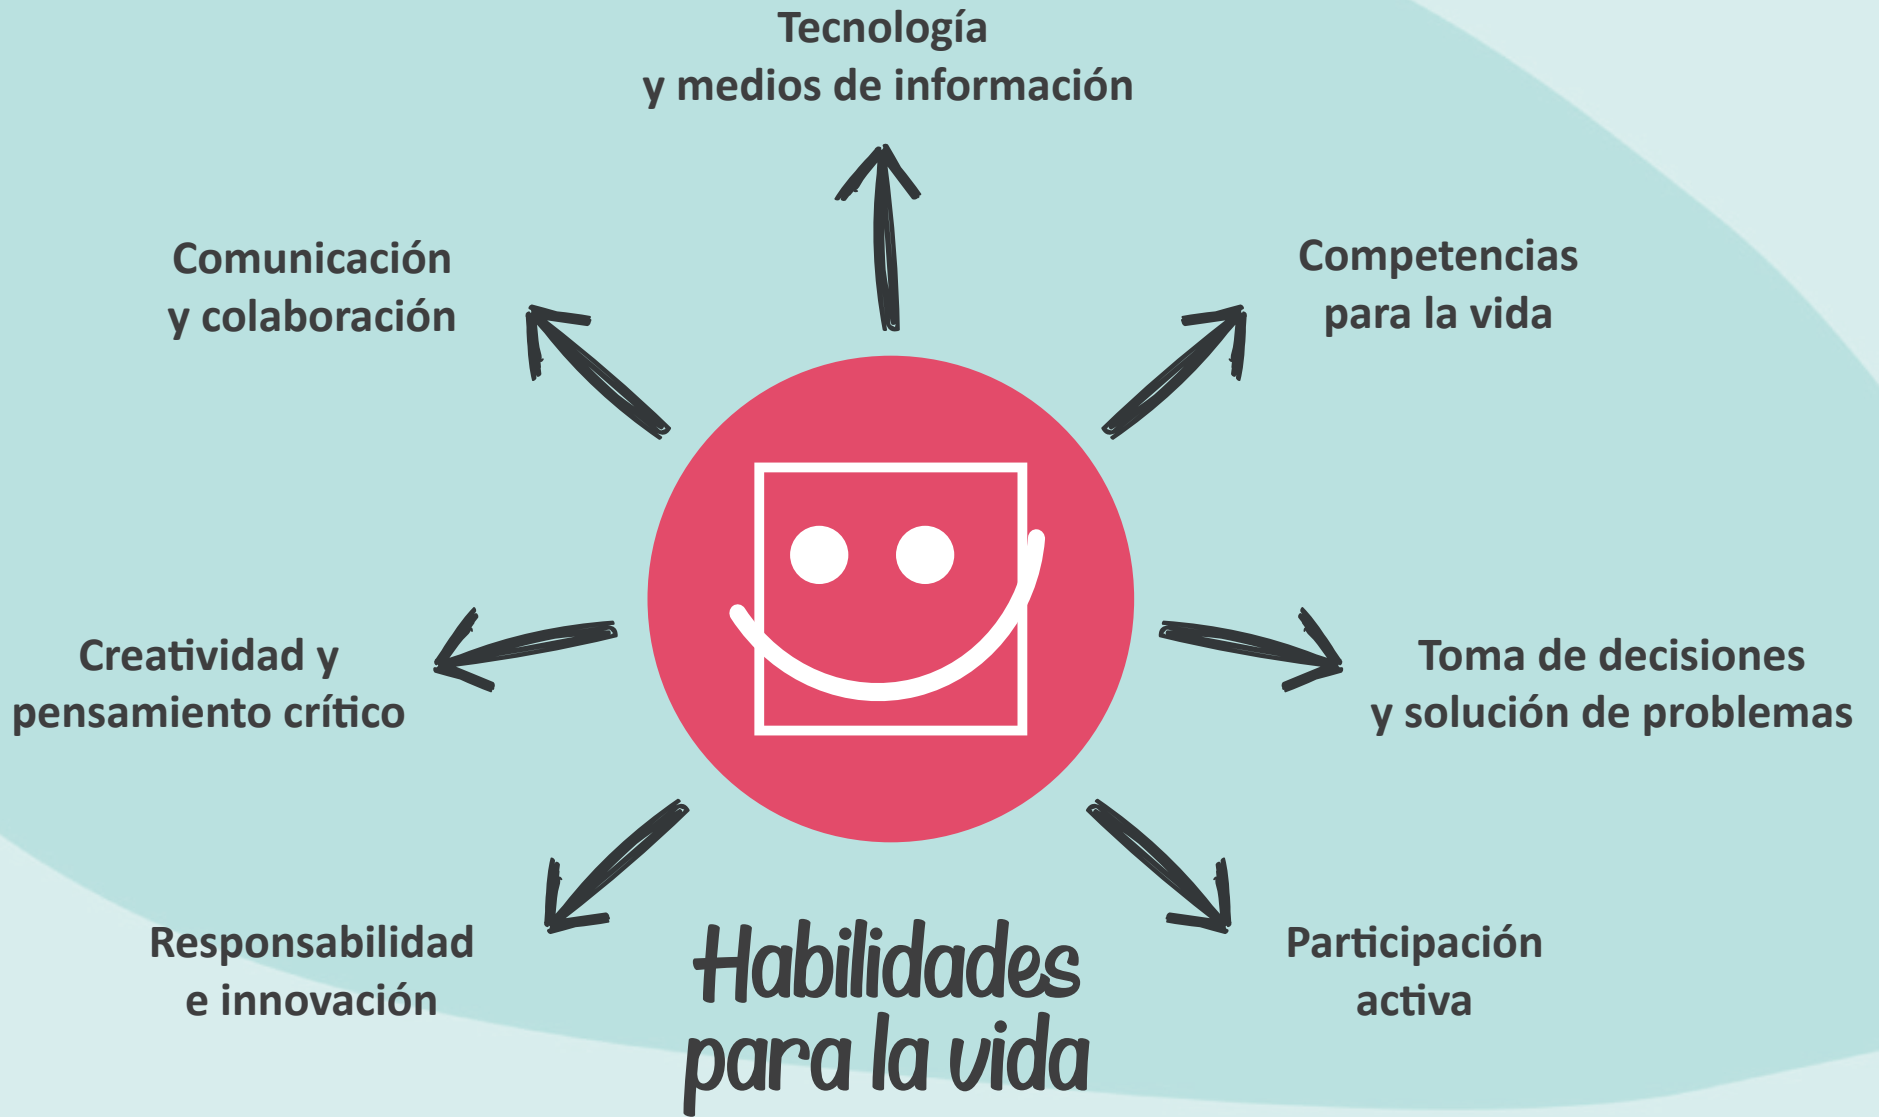 Tecnología
y medios de información
Comunicación
y colaboración
Competencias
para la vida
Creatividad y
pensamiento crítico
Toma de decisiones
y solución de problemas
Responsabilidad
e innovación
Participación
activa
Habilidades
para la vida